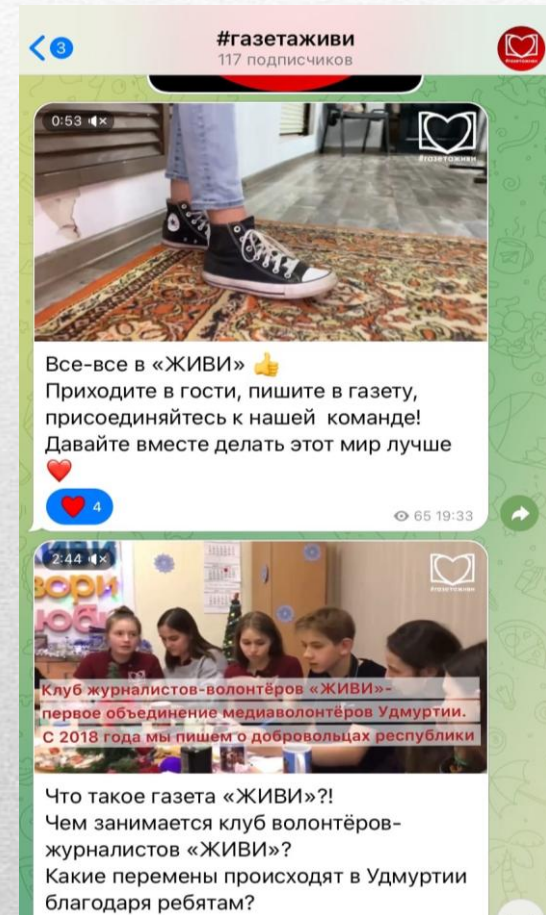 3
#газетаживи
117 подписчиков
0:53
#газетаживи
Все-все в «ЖИВИ» 👍
Приходите в гости, пишите в газету,
присоединяйтесь к нашей команде!
Давайте вместе делать этот мир лучше
❤️
❤️ 4
65 19:33
2:44
#газетаживи
Клуб журналистов-волонтёров «ЖИВИ»-
первое объединение медиаволонтёров Удмуртии.
С 2018 года мы пишем о добровольцах республики
Что такое газета «ЖИВИ»?!
Чем занимается клуб волонтёров-
журналистов «ЖИВИ»?
Какие перемены происходят в Удмуртии
благодаря ребятам?